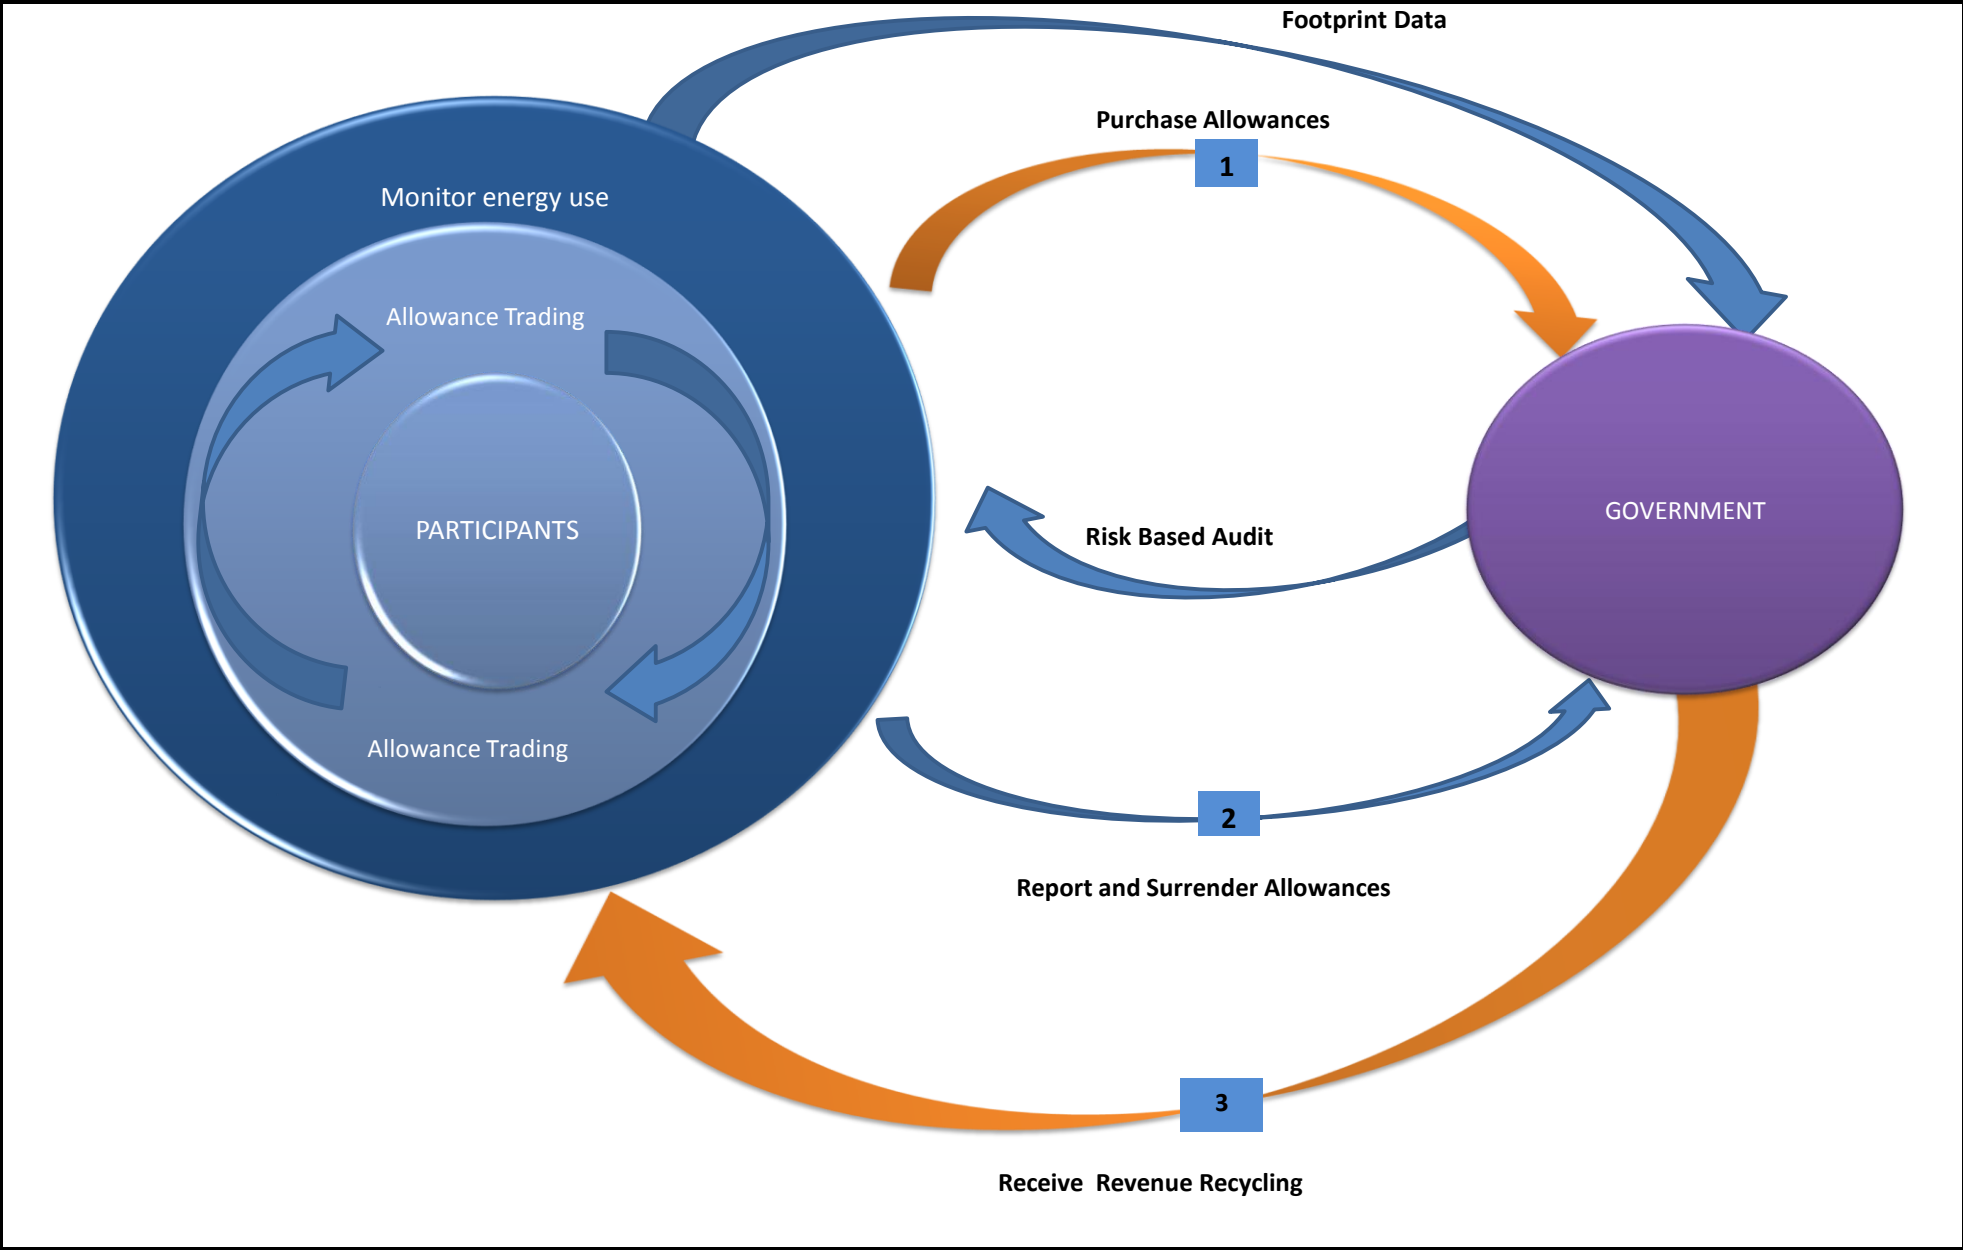 Footprint Data
Purchase Allowances
1
Monitor energy use
Allowance Trading
PARTICIPANTS
GOVERNMENT
Risk Based Audit
Allowance Trading
2
Report and Surrender Allowances
3
Receive Revenue Recycling